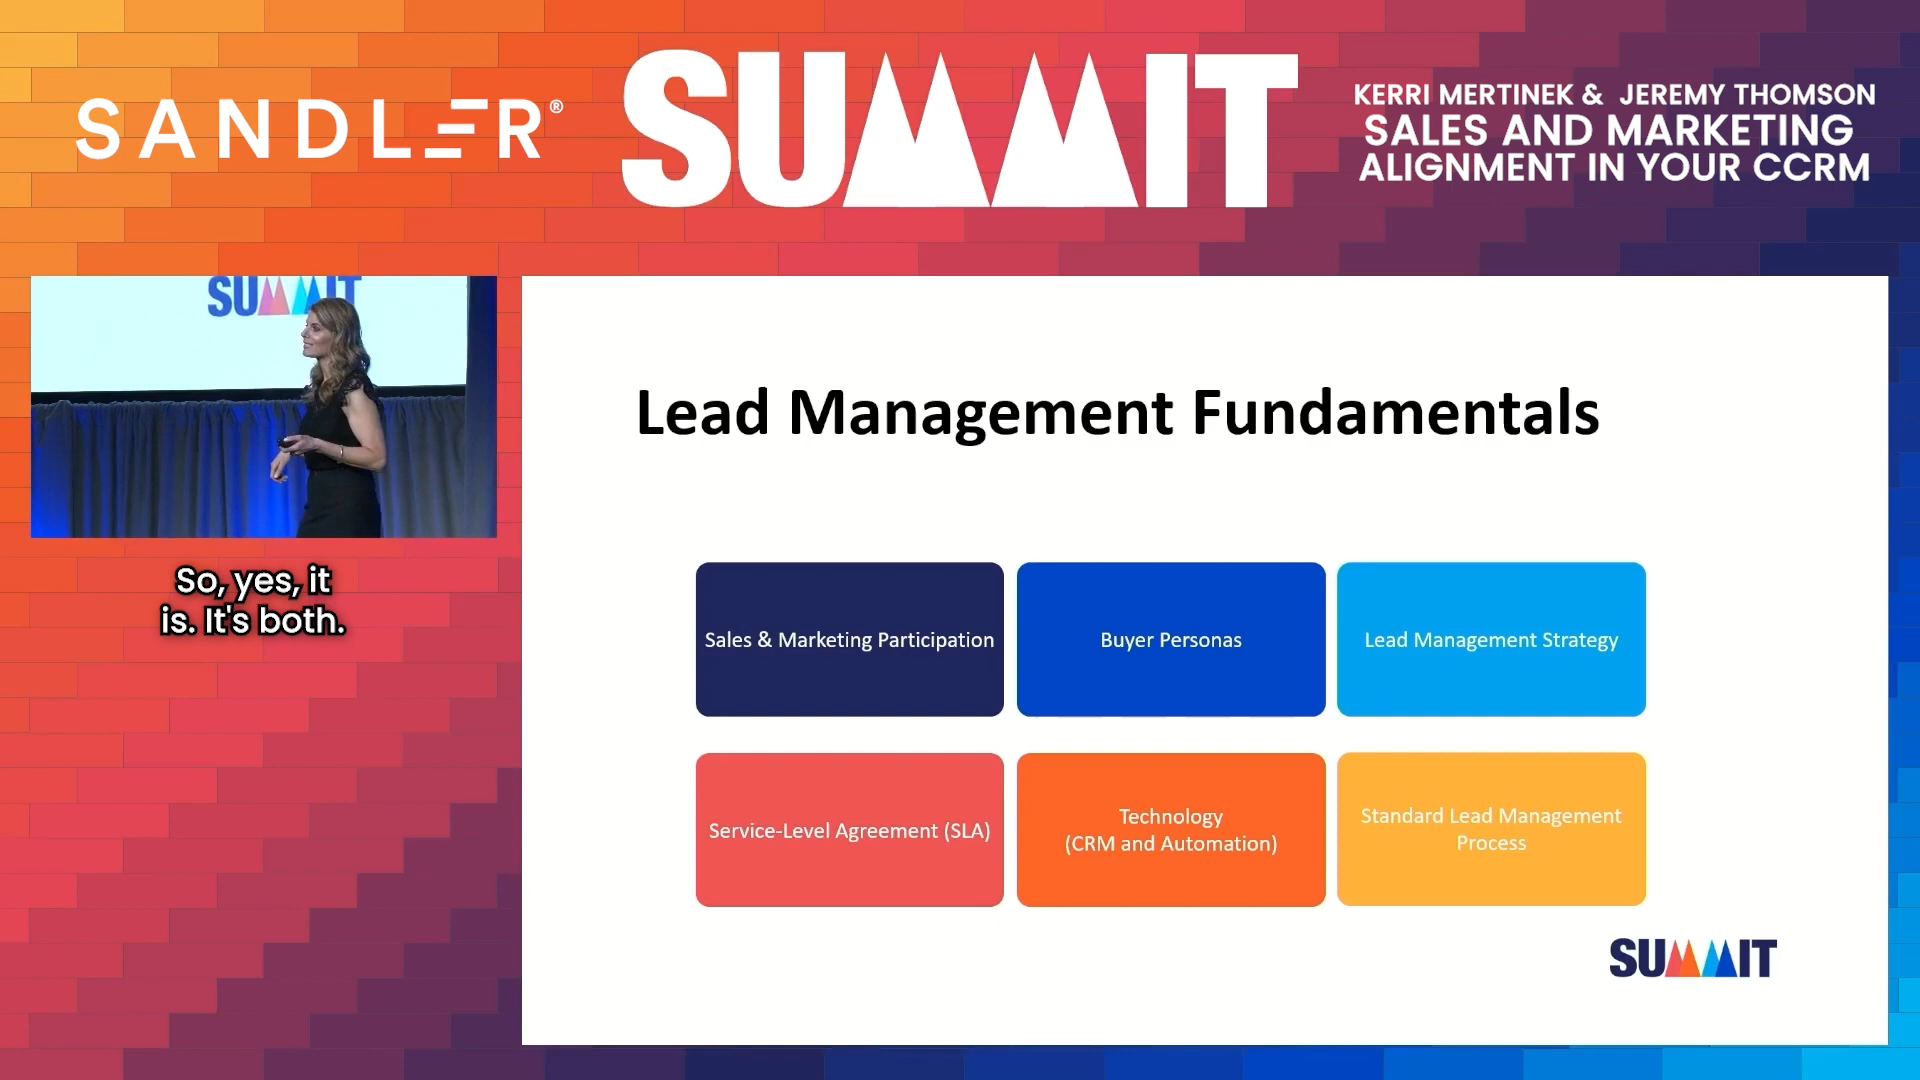 SANDLER®
SUMMIT
KERRI MERTINEK & JEREMY THOMSON
SALES AND MARKETING
ALIGNMENT IN YOUR CCRM
SUMMIT
So, yes, it
is. It's both.
Lead Management Fundamentals
Sales & Marketing Participation
Buyer Personas
Lead Management Strategy
Service-Level Agreement (SLA)
Technology
(CRM and Automation)
Standard Lead Management
Process
SUMMIT